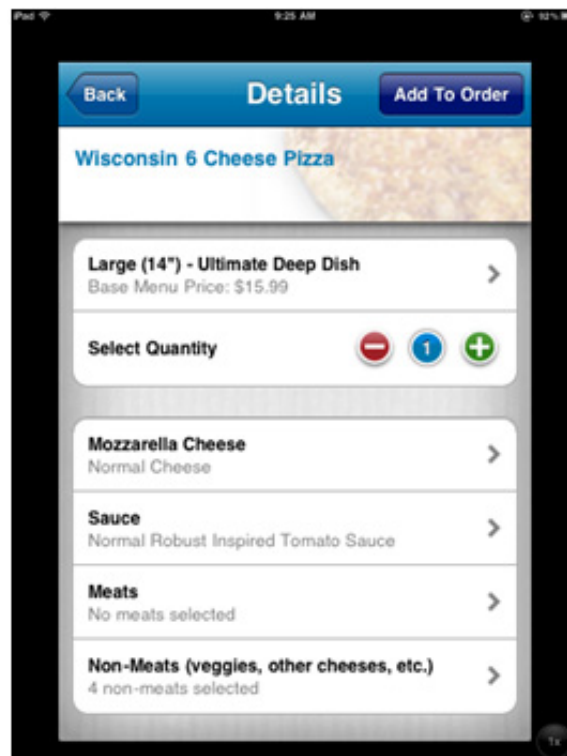 iPad
9:25 AM
92%
Back
Details
Add To Order
Wisconsin 6 Cheese Pizza
Large (14") - Ultimate Deep Dish
Base Menu Price: $15.99
Select Quantity
1
Mozzarella Cheese
Normal Cheese
Sauce
Normal Robust Inspired Tomato Sauce
Meats
No meats selected
Non-Meats (veggies, other cheeses, etc.)
4 non-meats selected
1x